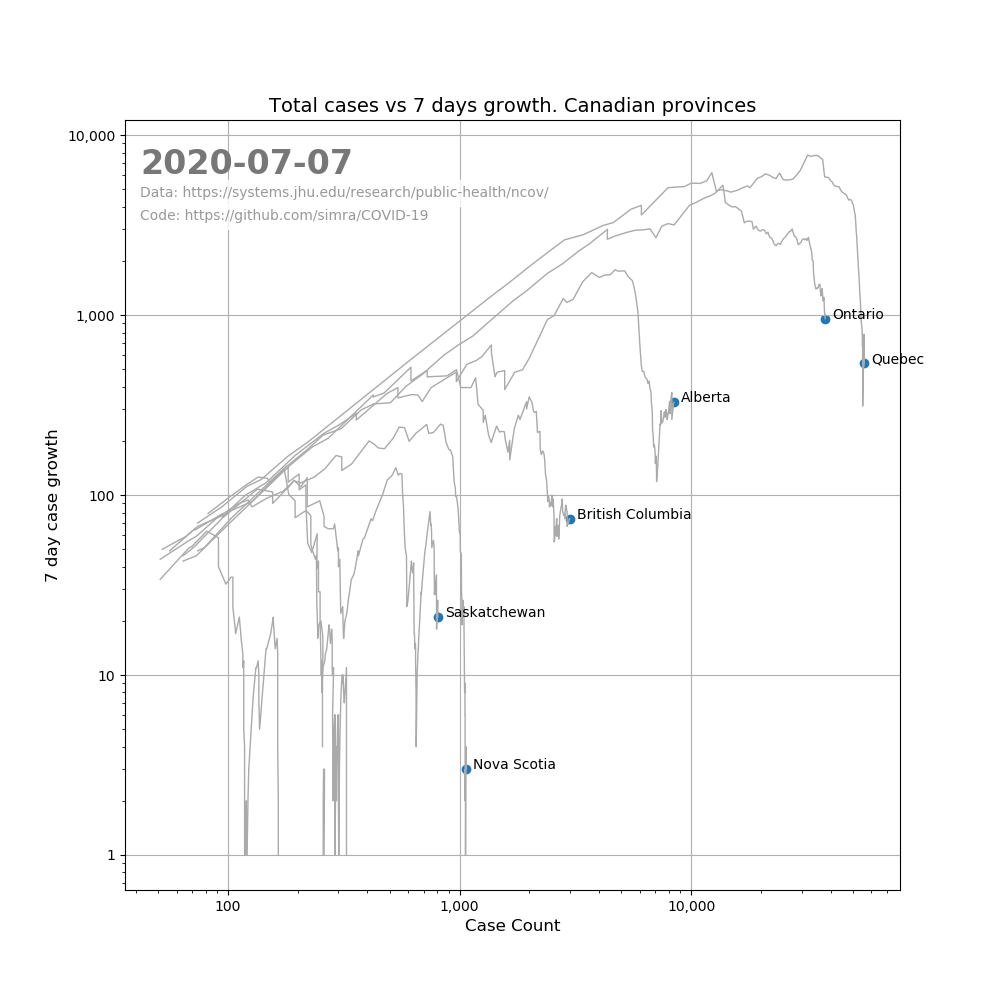 Total cases vs 7 days growth. Canadian provinces
10,000
2020-07-07
Data: https://systems.jhu.edu/research/public-health/ncov/
Code: https://github.com/simra/COVID-19
1,000
Ontario
Quebec
Alberta
7 day case growth
100
British Columbia
Saskatchewan
10
Nova Scotia
1
100
1,000
10,000
Case Count